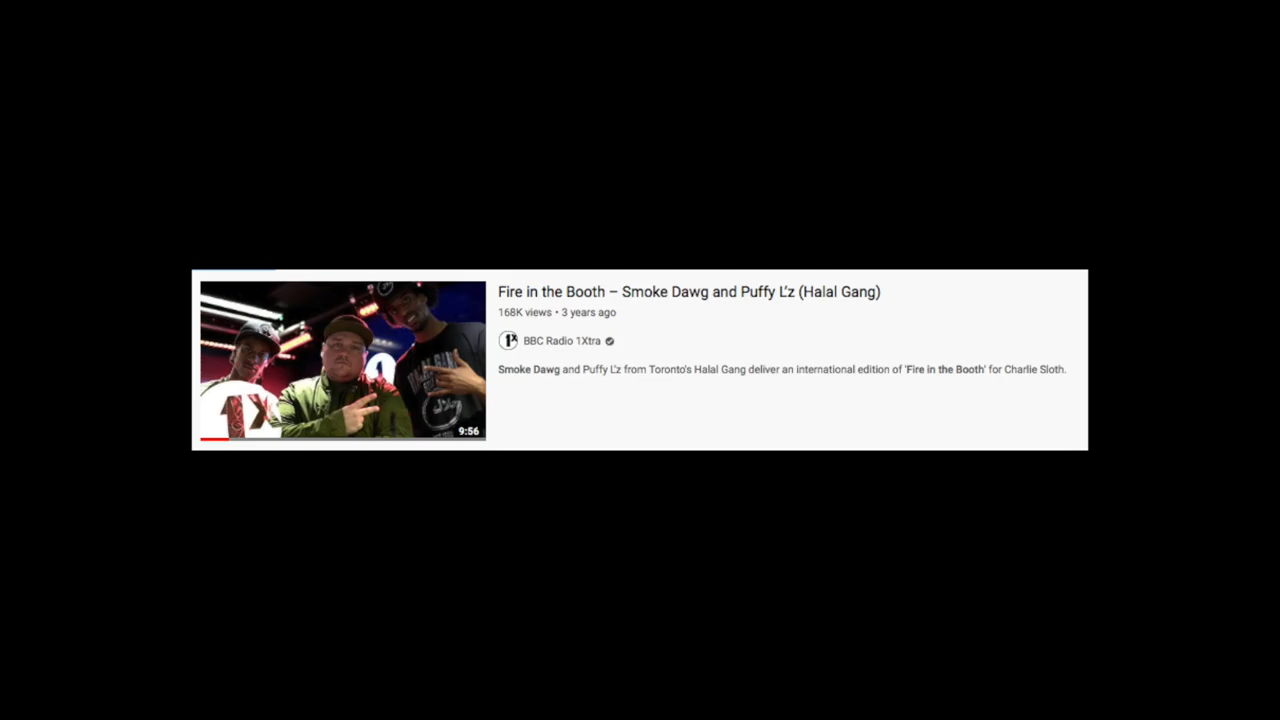 Fire in the Booth – Smoke Dawg and Puffy L'z (Halal Gang)
168K views • 3 years ago
1X BBC Radio 1Xtra
Smoke Dawg and Puffy L'z from Toronto's Halal Gang deliver an international edition of 'Fire in the Booth' for Charlie Sloth.
1X
9:56